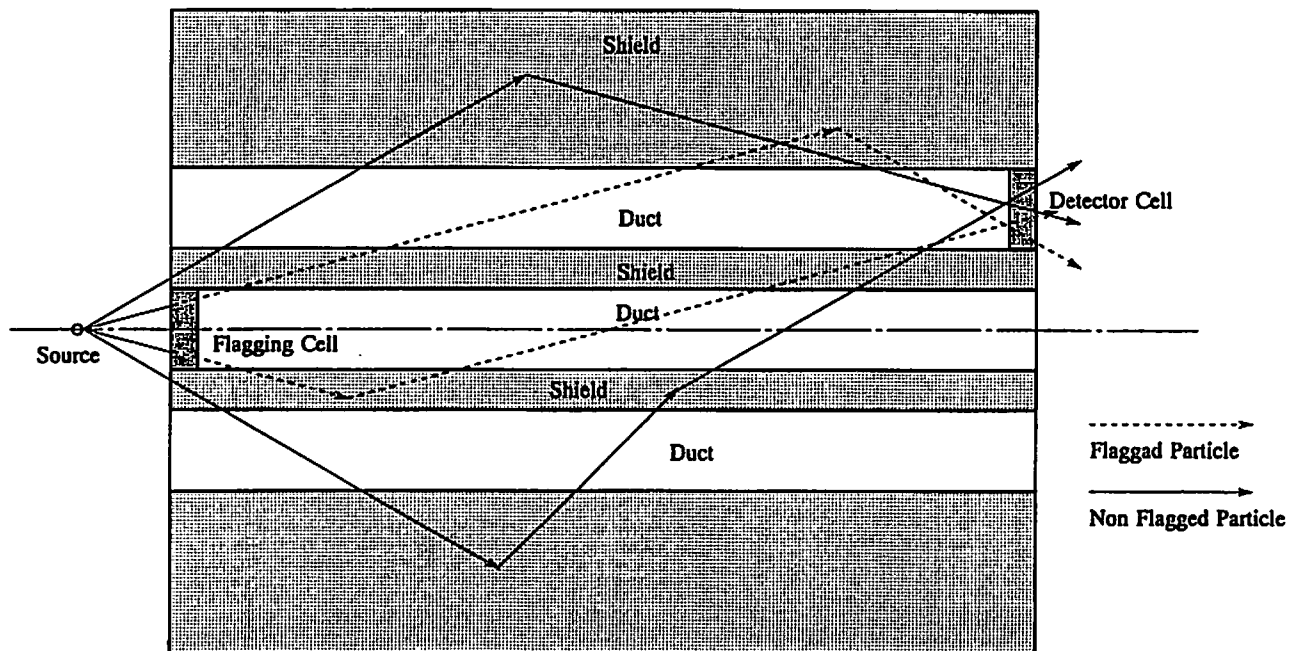 Shield
Duct
Detector Cell
Shield
Duct
Source
Flagging Cell
Shield
Duct
Flaggad Particle
Non Flagged Particle